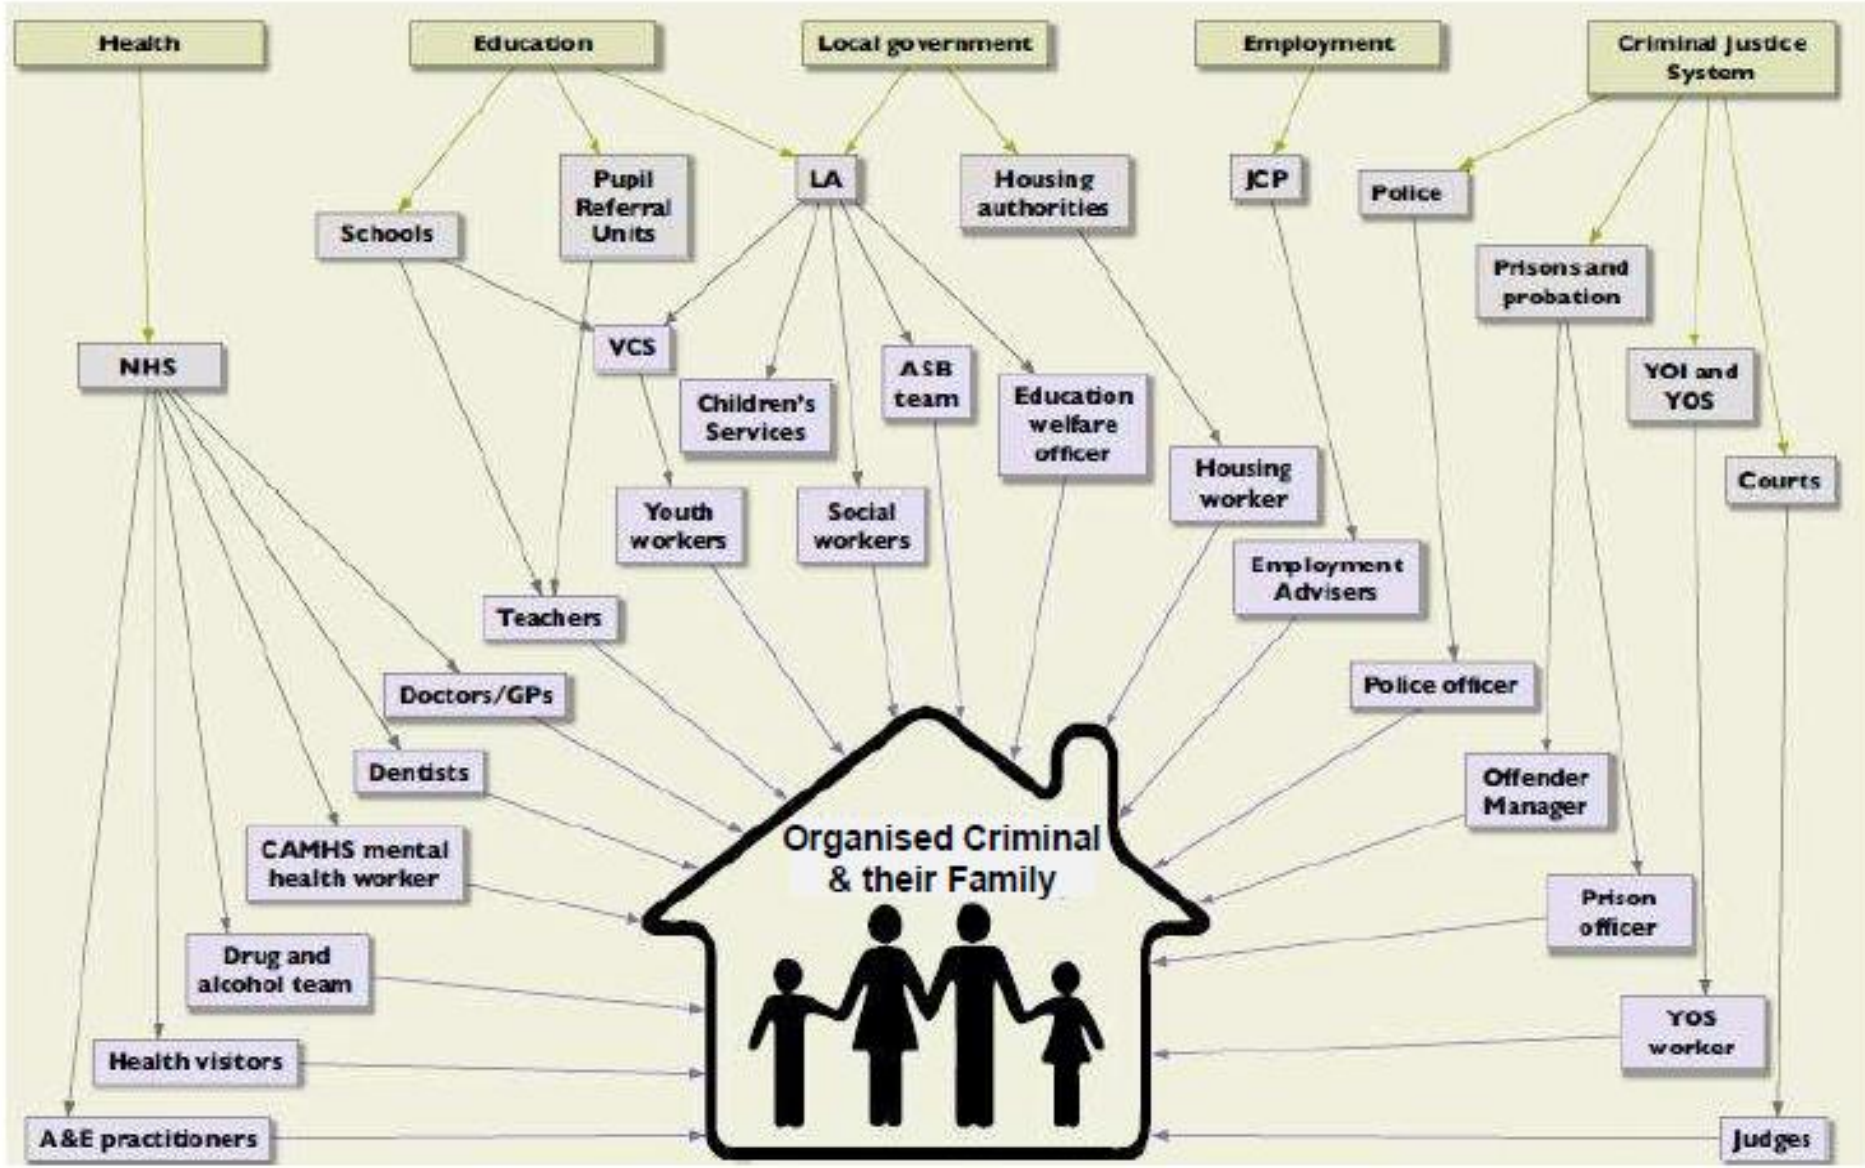 Health
Education
Local government
Employment
Criminal Justice
System
Pupil
Referral
Units
LA
Housing
authorities
JCP
Police
Schools
Prisons and
probation
VCS
NHS
ASB
team
YOI and
YOS
Children's
Services
Education
welfare
officer
Housing
worker
Courts
Youth
workers
Social
workers
Employment
Advisers
Teachers
Doctors/GPs
Police officer
Dentists
Offender
Manager
Organised Criminal
& their Family
CAMHS mental
health worker
Prison
officer
Drug and
alcohol team
YOS
worker
Health visitors
A&E practitioners
Judges